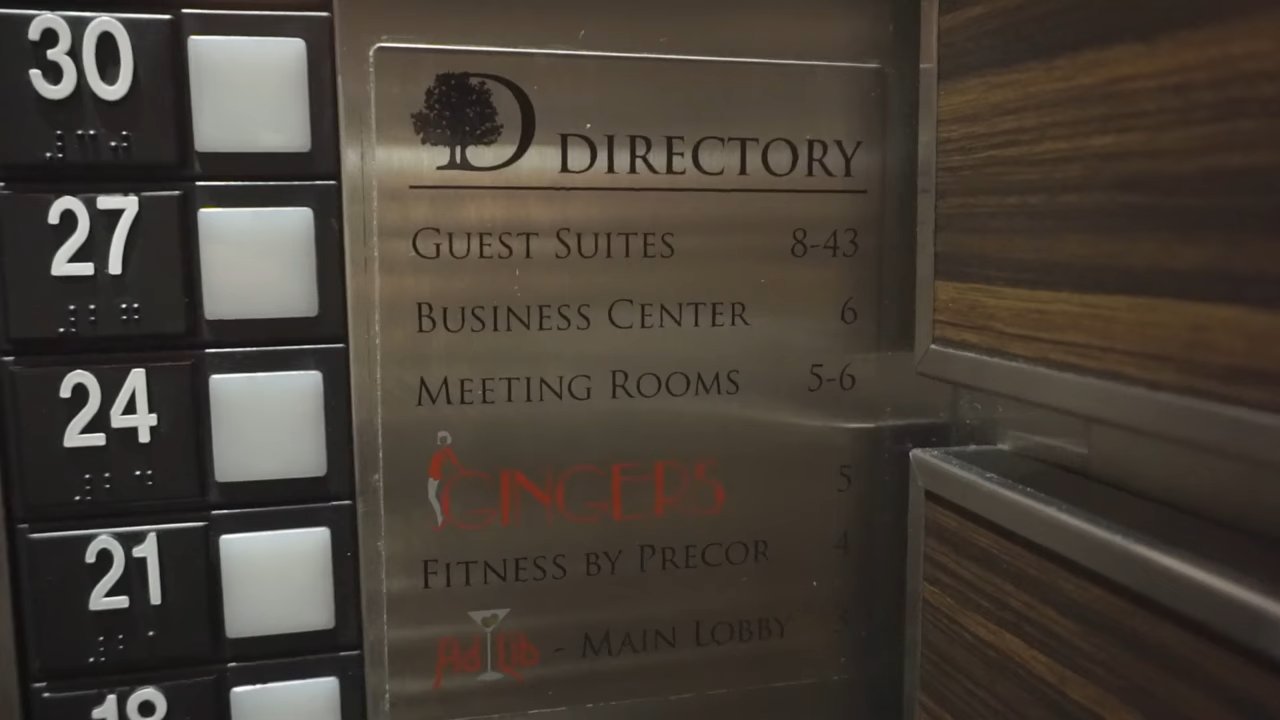 30
27
24
21
18
D DIRECTORY
GUEST SUITES 8-43
BUSINESS CENTER 6
MEETING ROOMS 5-6
GINGERS 5
FITNESS BY PRECOR 4
Ad Lib - MAIN LOBBY